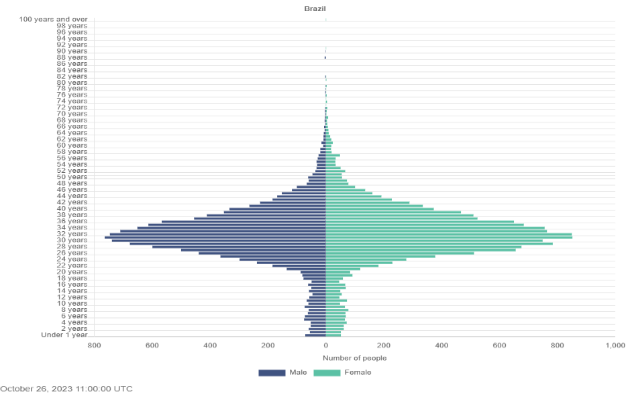 Brazil
100 years and over
98 years
96 years
94 years
92 years
90 years
88 years
86 years
84 years
82 years
80 years
78 years
76 years
74 years
72 years
70 years
68 years
66 years
64 years
62 years
60 years
58 years
56 years
54 years
52 years
50 years
48 years
46 years
44 years
42 years
40 years
38 years
36 years
34 years
32 years
30 years
28 years
26 years
24 years
22 years
20 years
18 years
16 years
14 years
12 years
10 years
8 years
6 years
4 years
2 years
Under 1 year
800 600 400 200 0 200 400 600 800 1,000
Number of people
Male Female
October 26, 2023 11:00:00 UTC